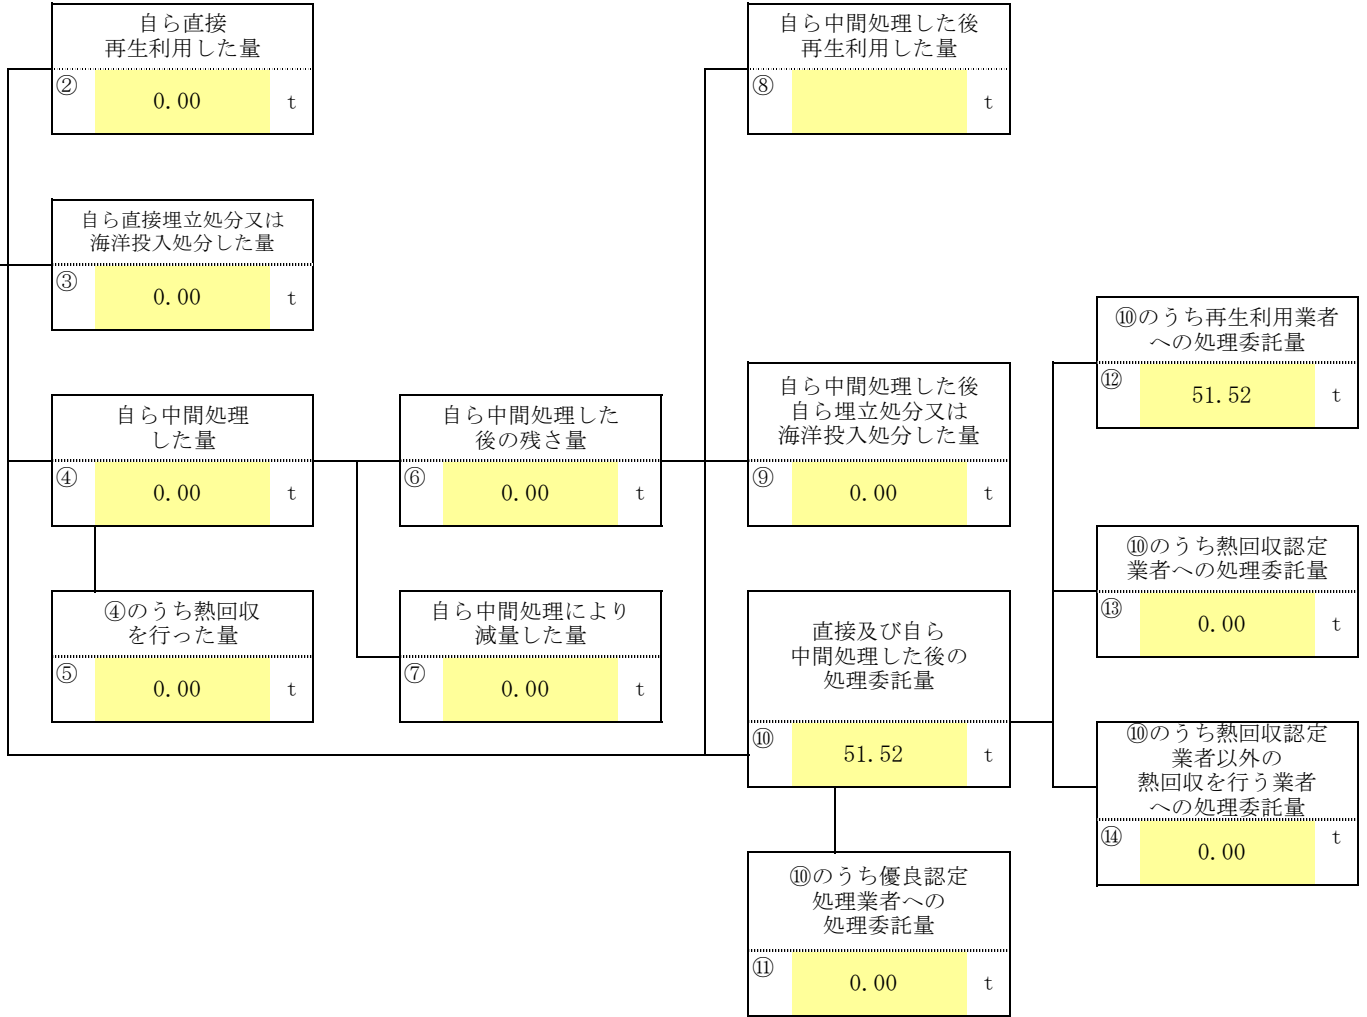 自ら直接
再生利用した量
② 0.00 t
自ら中間処理した後
再生利用した量
⑧ t
自ら直接埋立処分又は
海洋投入処分した量
③ 0.00 t
⑩のうち再生利用業者
への処理委託量
⑫ 51.52 t
自ら中間処理
した量
④ 0.00 t
自ら中間処理した
後の残さ量
⑥ 0.00 t
自ら中間処理した後
自ら埋立処分又は
海洋投入処分した量
⑨ 0.00 t
⑩のうち熱回収認定
業者への処理委託量
⑬ 0.00 t
④のうち熱回収
を行った量
⑤ 0.00 t
自ら中間処理により
減量した量
⑦ 0.00 t
直接及び自ら
中間処理した後の
処理委託量
⑩ 51.52 t
⑩のうち熱回収認定
業者以外の
熱回収を行う業者
への処理委託量
⑭ 0.00 t
⑩のうち優良認定
処理業者への
処理委託量
⑪ 0.00 t